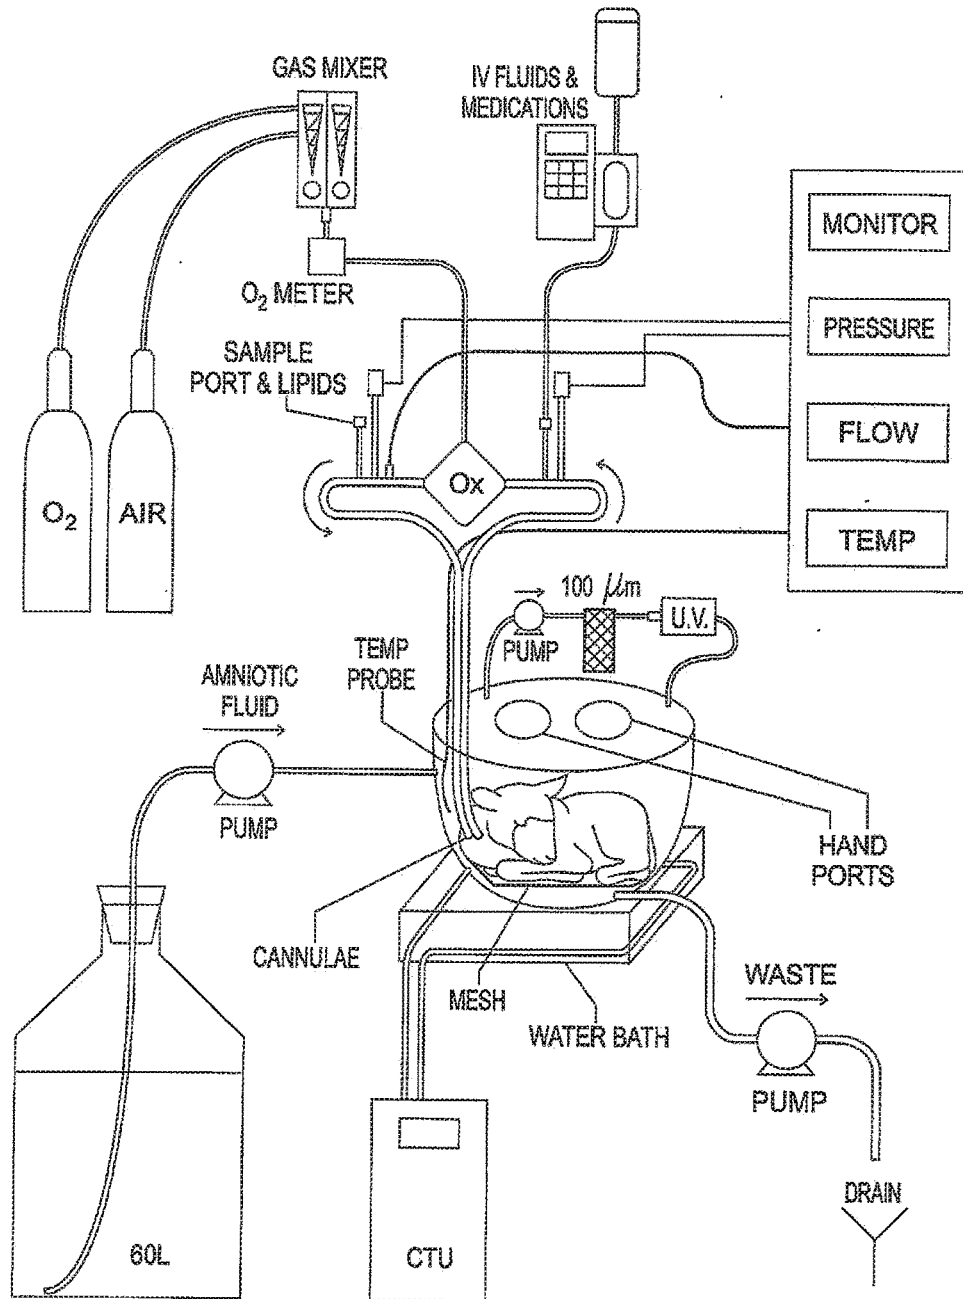 GAS MIXER
IV FLUIDS &
MEDICATIONS
MONITOR
O2 METER
PRESSURE
SAMPLE
PORT & LIPIDS
FLOW
Ox
O2
AIR
TEMP
100 μm
U.V.
PUMP
TEMP
PROBE
AMNIOTIC
FLUID
PUMP
HAND
PORTS
CANNULAE
MESH
WATER BATH
WASTE
PUMP
DRAIN
60L
CTU